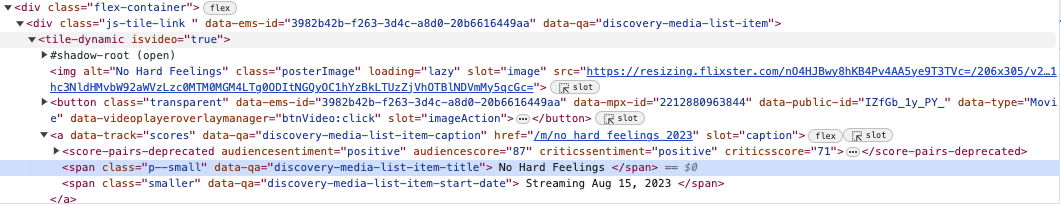 ▼<div class="flex-container"> flex
▼<div class="js-tile-link " data-ems-id="3982b42b-f263-3d4c-a8d0-20b6616449aa" data-qa="discovery-media-list-item">
▼<tile-dynamic isvideo="true">
▶#shadow-root (open)
<img alt="No Hard Feelings" class="posterImage" loading="lazy" slot="image" src="https://resizing.flixster.com/nO4HJBwy8hKB4Pv4AA5ye9T3TVc=/206x305/v2…1
hc3NldHMvbW92aWVzLzc0MTM0MGM4LTg0ODItNGQyOC1hYzBkLTUzZjVhOTBlNDVmMy5qcGc=" > slot
▶<button class="transparent" data-ems-id="3982b42b-f263-3d4c-a8d0-20b6616449aa" data-mpx-id="2212880963844" data-public-id="IZfGb_1y_PY_" data-type="Movi
e" data-videoplayeroverlaymanager="btnVideo:click" slot="imageAction"> … </button> slot
▼<a data-track="scores" data-qa="discovery-media-list-item-caption" href="/m/no_hard_feelings_2023" slot="caption"> flex slot
▶<score-pairs-deprecated audiencesentiment="positive" audiencescore="87" criticssentiment="positive" criticsscore="71"> … </score-pairs-deprecated>
<span class="p--small" data-qa="discovery-media-list-item-title"> No Hard Feelings </span> == $0
<span class="smaller" data-qa="discovery-media-list-item-start-date"> Streaming Aug 15, 2023 </span>
</a>